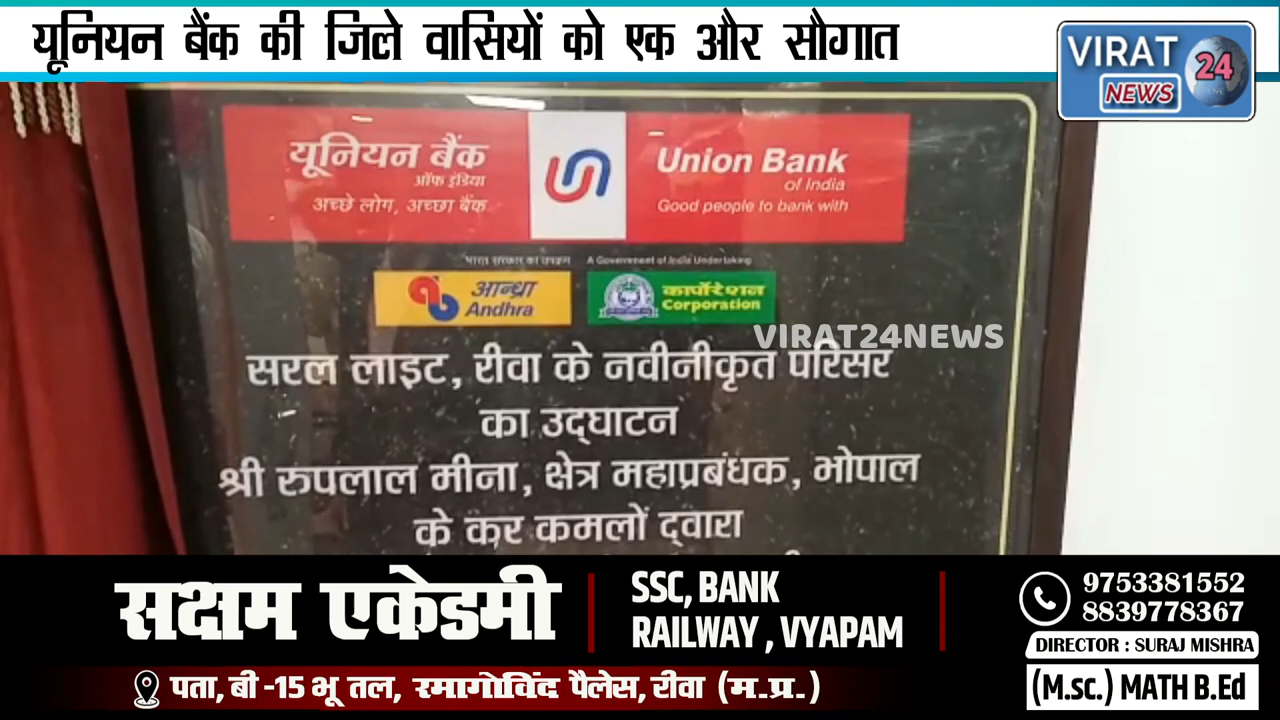 यूनियन बैंक की जिले वासियों को एक और सौगात
VIRAT
24
NEWS
यूनियन बैंक
ऑफ इंडिया
अच्छे लोग, अच्छा बैंक
Union Bank
of India
Good people to bank with
भारत सरकार का उपक्रम
A Government of India Undertaking
आन्ध्रा
Andhra
कार्पोरेशन
Corporation
VIRAT24NEWS
सरल लाइट, रीवा के नवीनीकृत परिसर
का उद्घाटन
श्री रुपलाल मीना, क्षेत्र महाप्रबंधक, भोपाल
के कर कमलों द्वारा
सक्षम एकेडमी
SSC, BANK
RAILWAY , VYAPAM
9753381552
8839778367
DIRECTOR : SURAJ MISHRA
(M.sc.) MATH B.Ed
पता, बी -15 भू तल, रमागोविंद पैलेस, रीवा (म.प्र.)